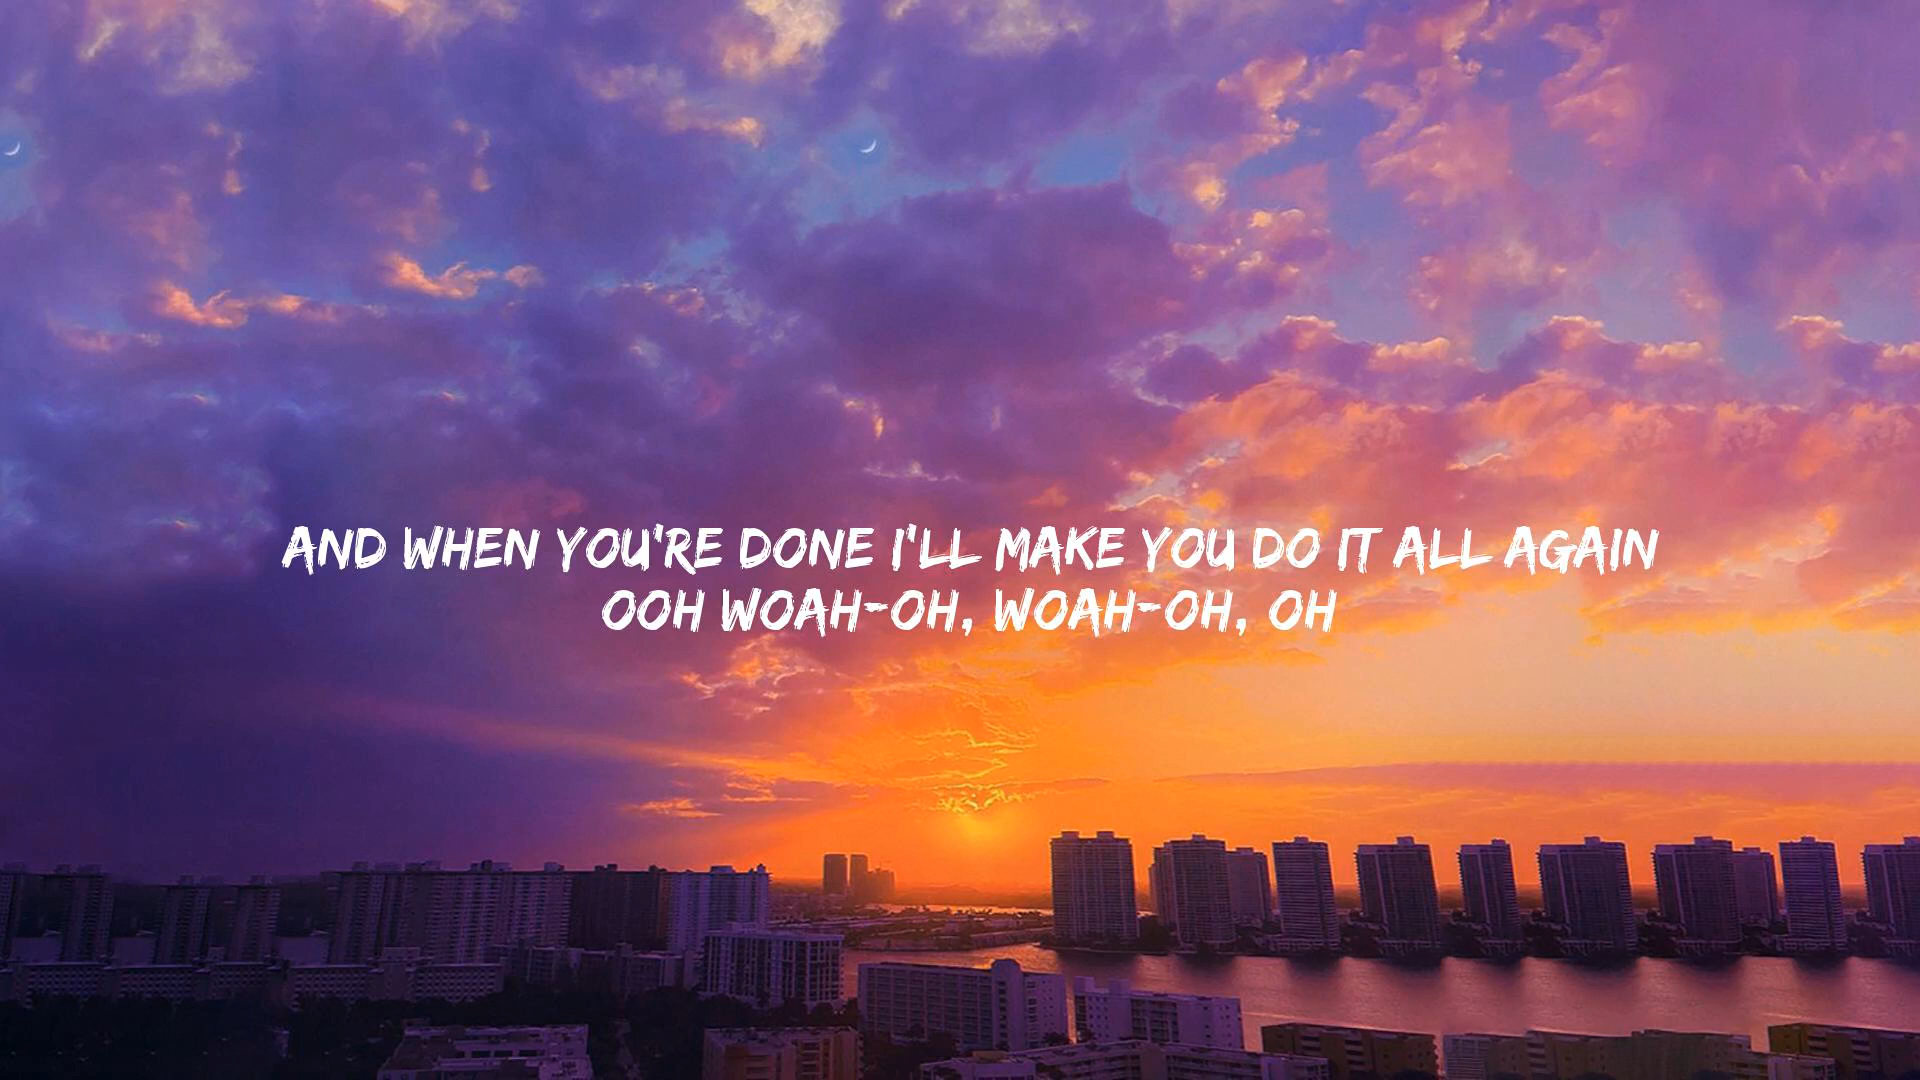 AND WHEN YOU'RE DONE I'LL MAKE YOU DO IT ALL AGAIN
OOH WOAH-OH, WOAH-OH, OH